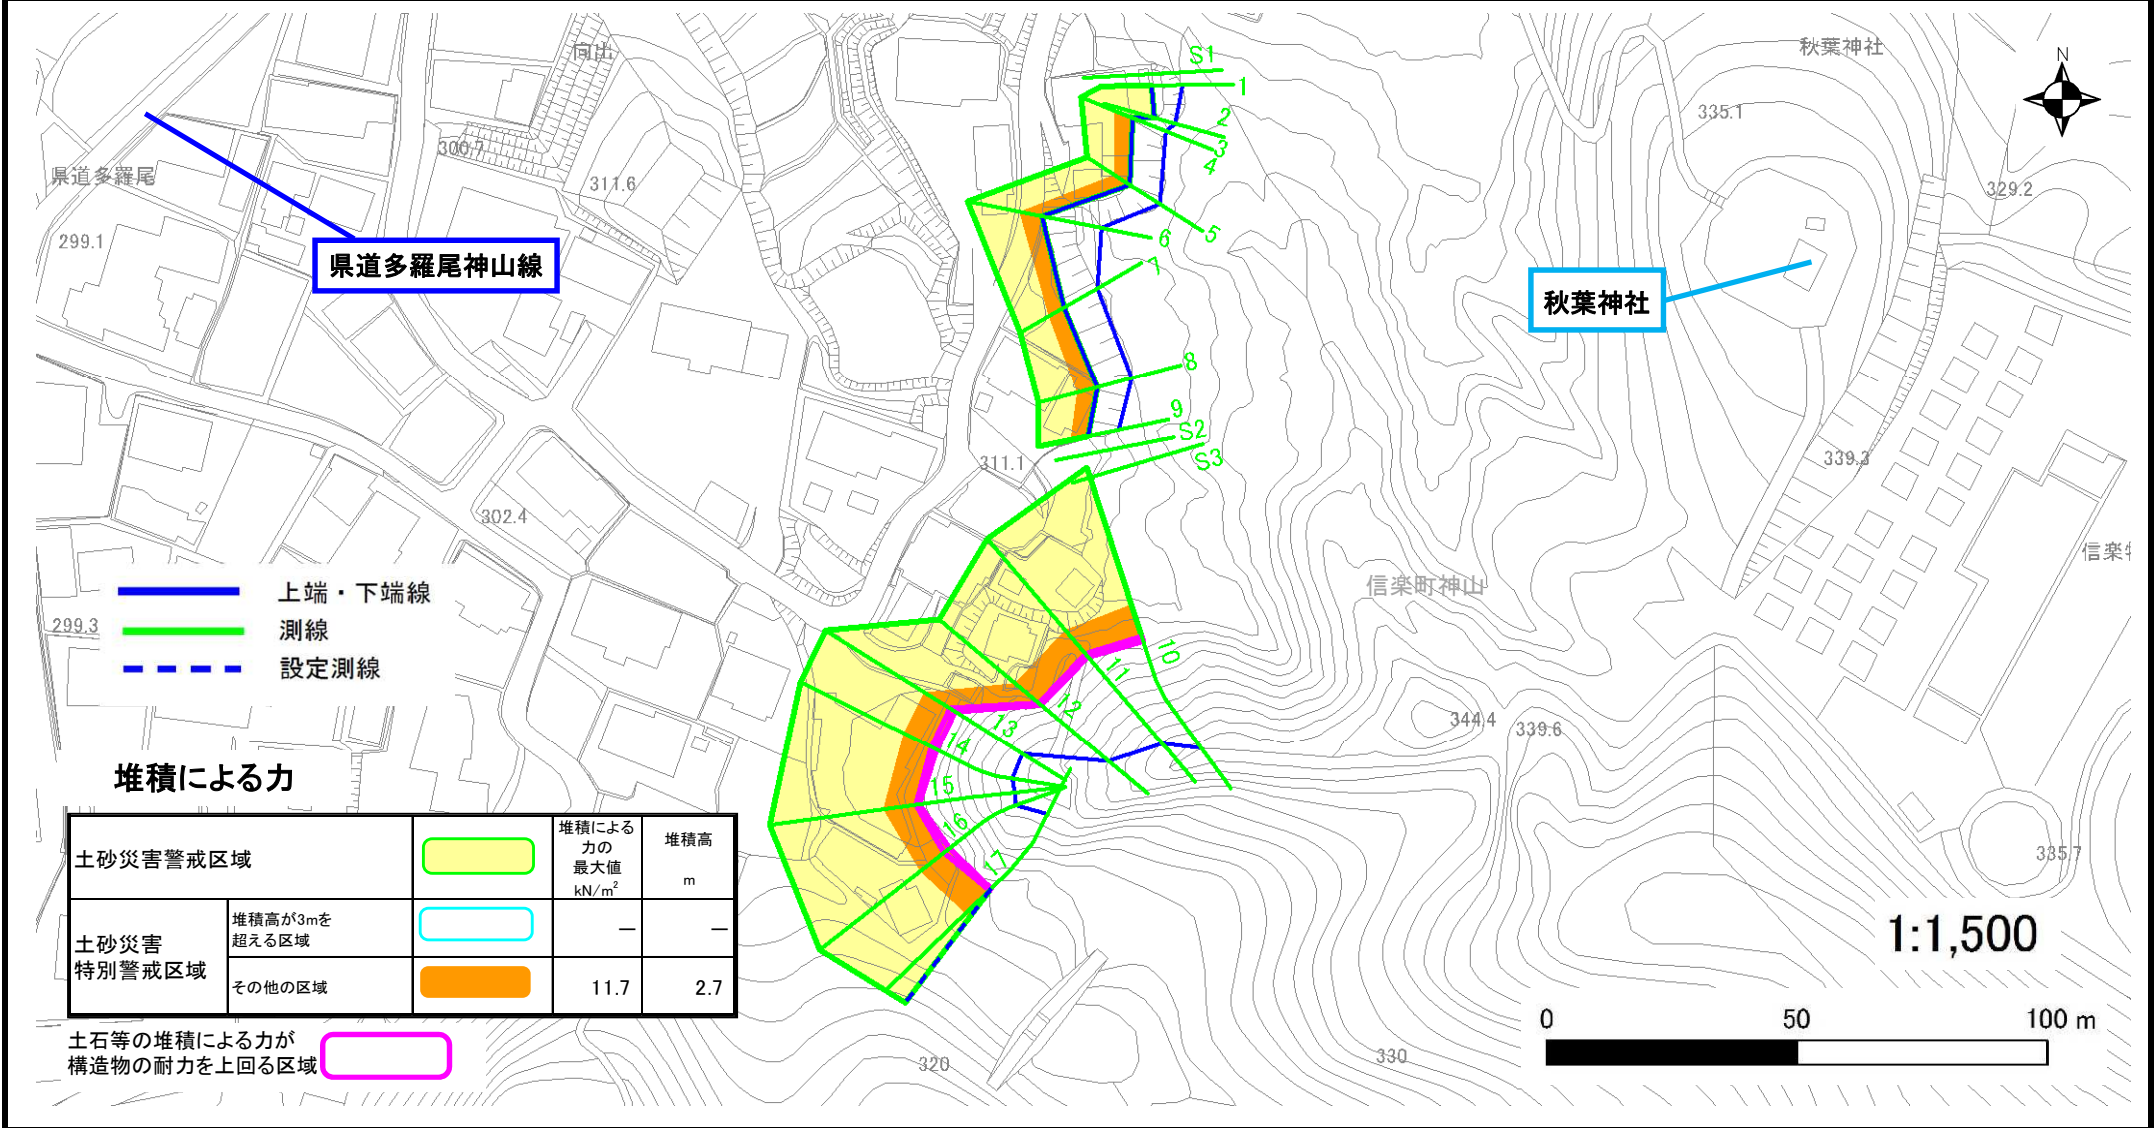 向出
S1
1
2
3
4
5
6
7
8
9
S2
S3
秋葉神社
N
335.1
329.2
300.7
311.6
県道多羅尾
299.1
県道多羅尾神山線
秋葉神社
339.3
311.1
302.4
信楽
信楽町神山
上端・下端線
測線
設定測線
299.3
10
11
12
13
14
15
16
17
344.4
339.6
335.7
堆積による力
土砂災害警戒区域
堆積による
力の
最大値
kN/m²
堆積高
m
土砂災害
特別警戒区域
堆積高が3mを
超える区域
—
—
その他の区域
11.7
2.7
土石等の堆積による力が
構造物の耐力を上回る区域
320
330
1:1,500
0
50
100 m